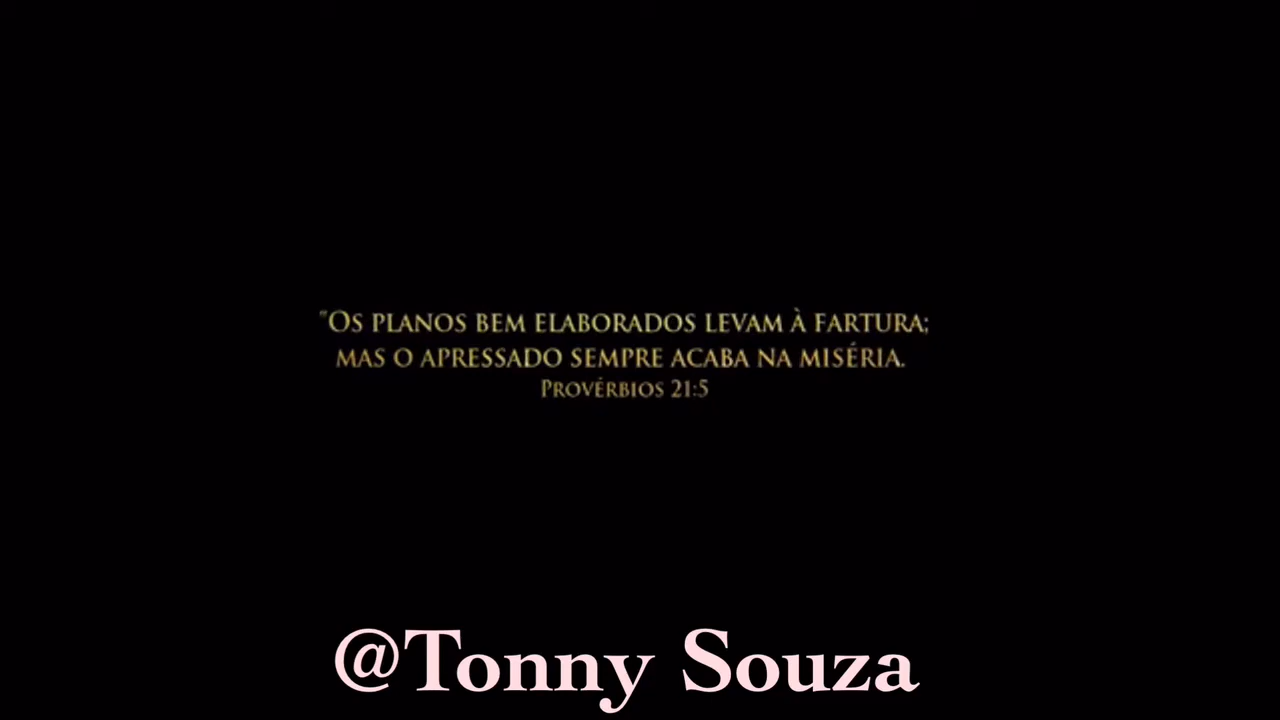 "Os planos bem elaborados levam à fartura;
mas o apressado sempre acaba na miséria.
Provérbios 21:5
@Tonny Souza